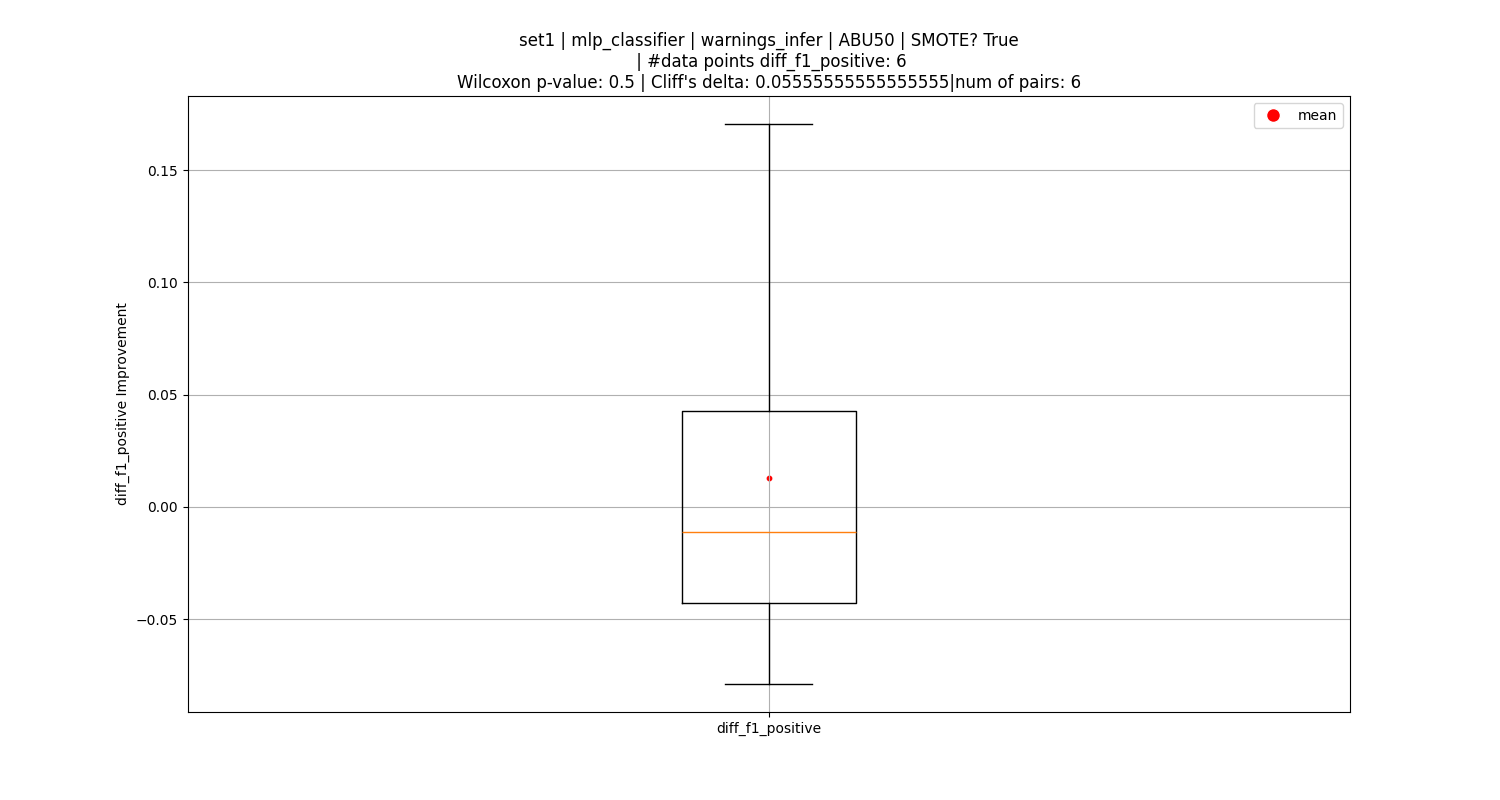 set1 | mlp_classifier | warnings_infer | ABU50 | SMOTE? True
| #data points diff_f1_positive: 6
Wilcoxon p-value: 0.5 | Cliff's delta: 0.05555555555555555|num of pairs: 6
mean
0.15
0.10
0.05
0.00
−0.05
diff_f1_positive Improvement
diff_f1_positive